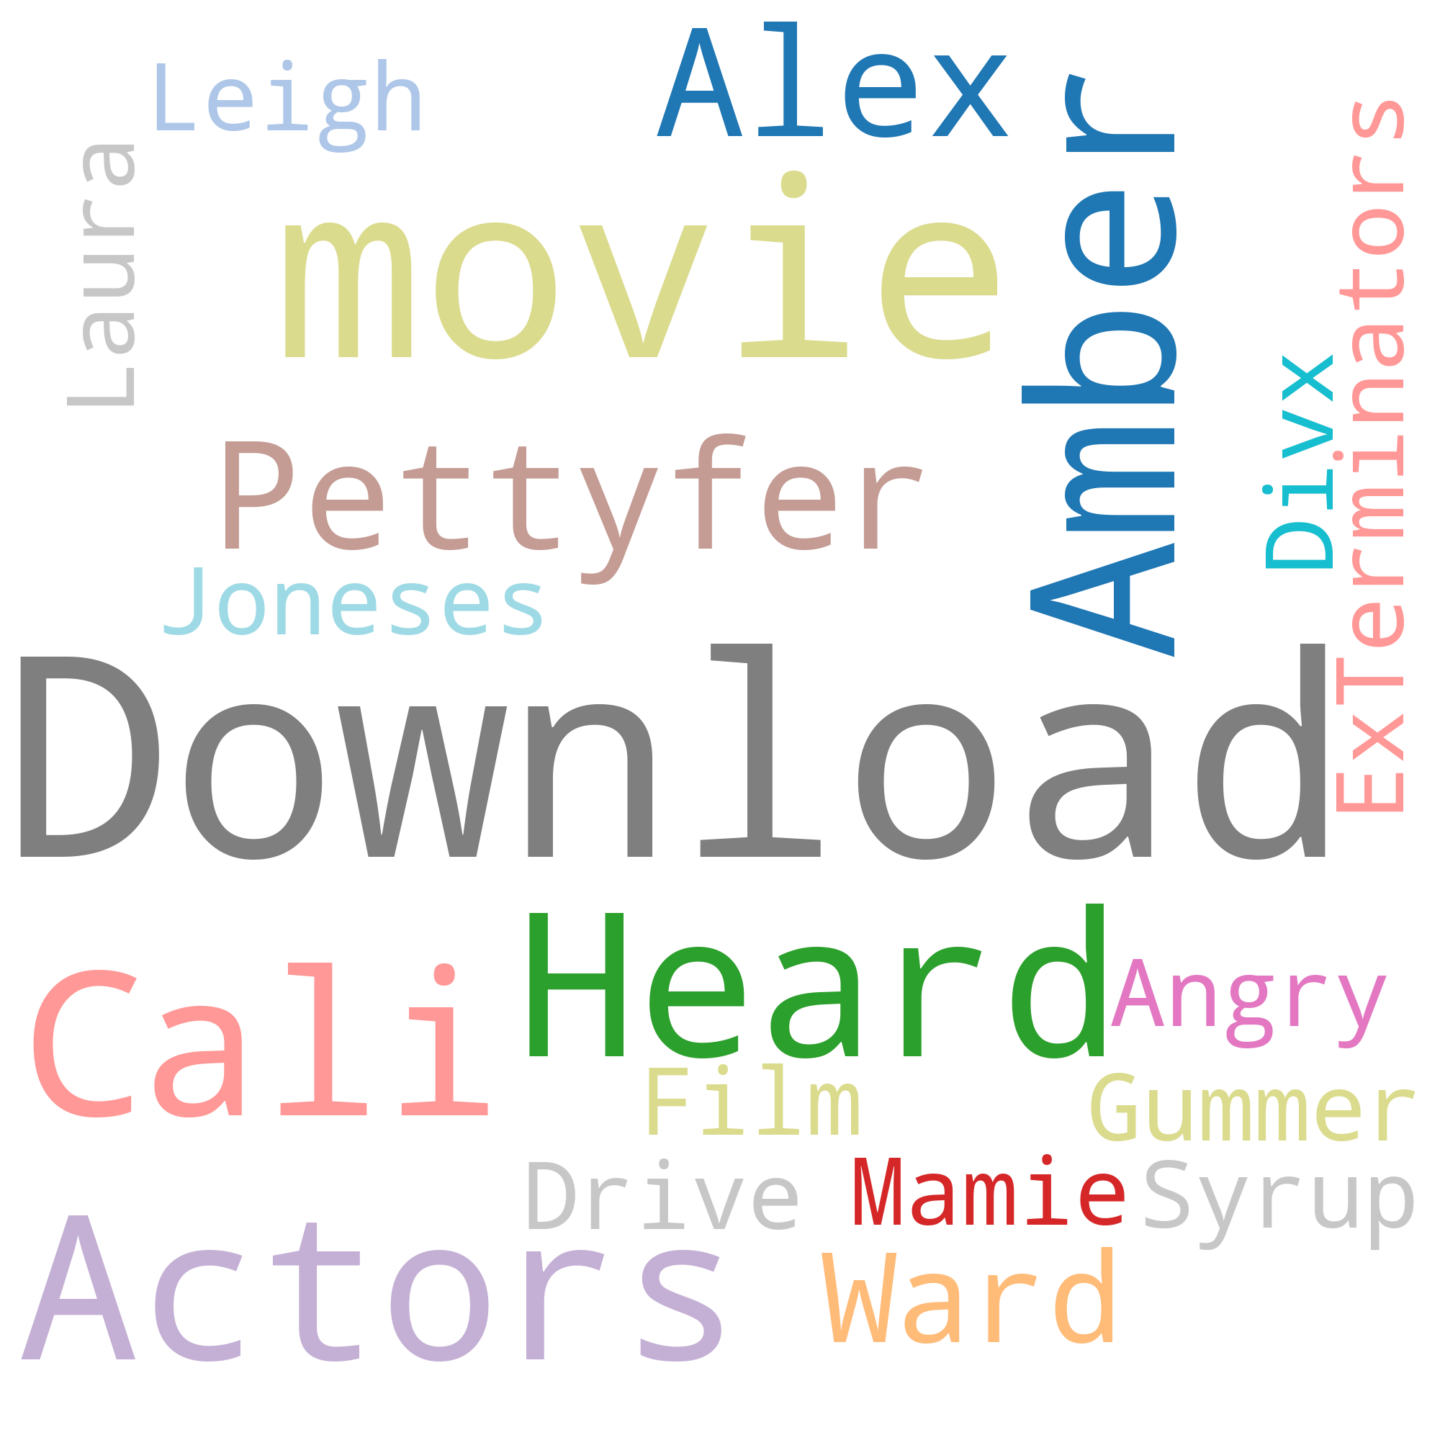 Leigh
Alex
Laura
movie
Amber
ExTerminators
Divx
Pettyfer
Joneses
Download
Cali
Heard
Angry
Film
Gummer
Drive
Mamie
Syrup
Actors
Ward